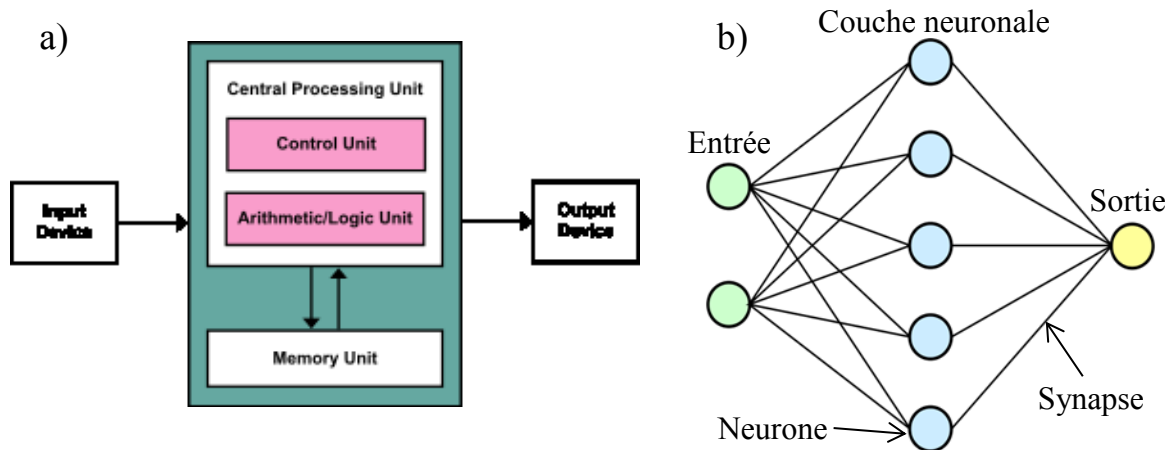 a)
Central Processing Unit
Control Unit
Arithmetic/Logic Unit
Input
Device
Output
Device
Memory Unit
b)
Couche neuronale
Entrée
Sortie
Synapse
Neurone